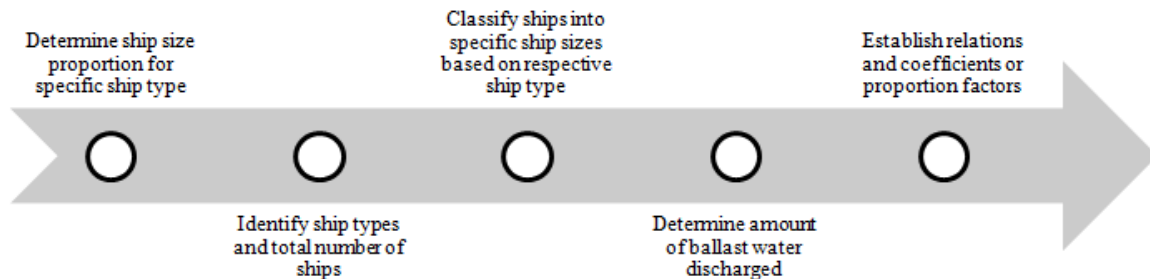 Determine ship size
proportion for
specific ship type
Identify ship types
and total number of
ships
Classify ships into
specific ship sizes
based on respective
ship type
Determine amount
of ballast water
discharged
Establish relations
and coefficients or
proportion factors